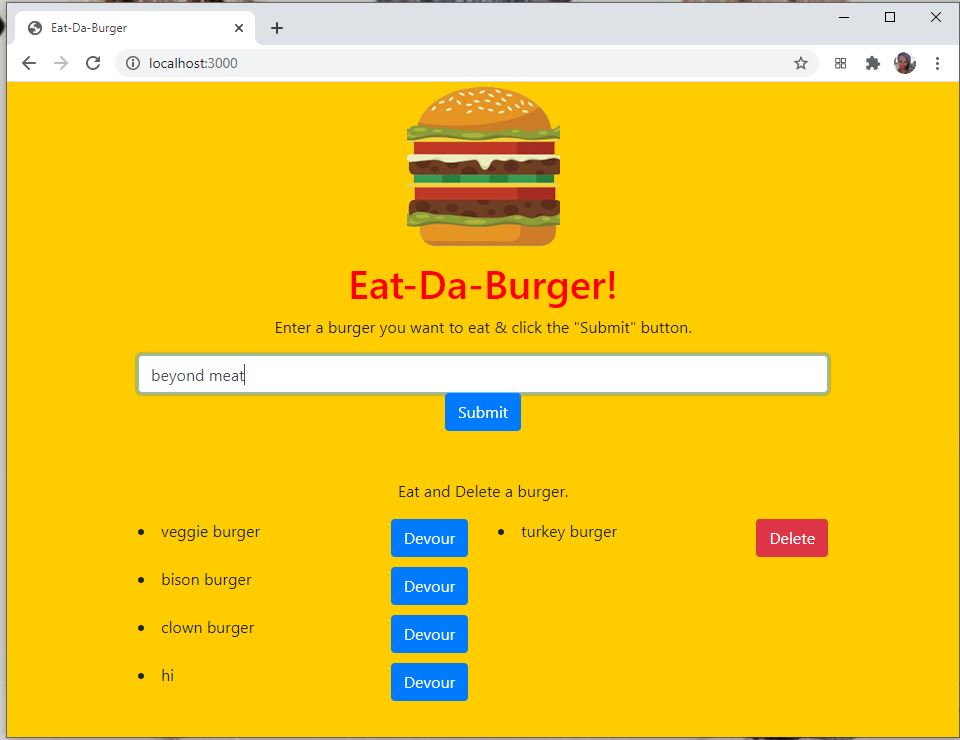 Eat-Da-Burger
localhost:3000
Eat-Da-Burger!
Enter a burger you want to eat & click the "Submit" button.
beyond meat
Submit
Eat and Delete a burger.
veggie burger Devour turkey burger Delete
bison burger Devour
clown burger Devour
hi Devour